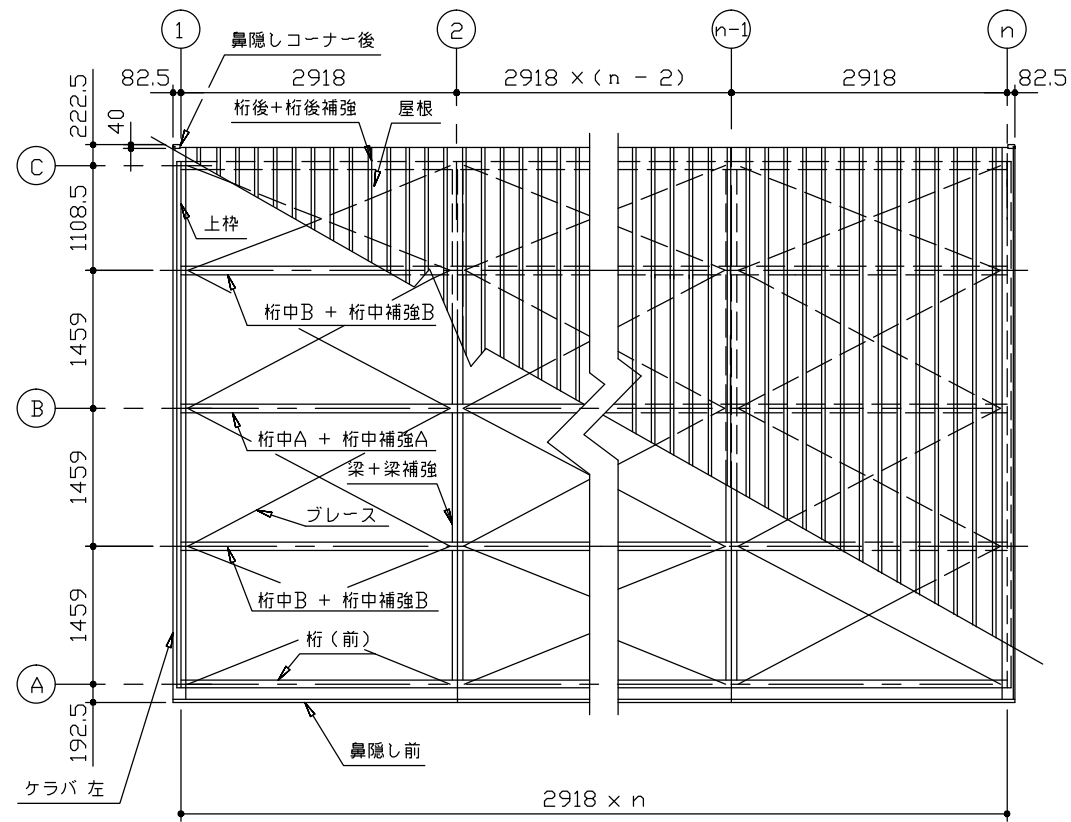 1
2
n-1
n
鼻隠しコーナー後
82.5
2918
2918 × (n - 2)
2918
82.5
222.5
40
桁後+桁後補強
屋根
C
1108.5
上枠
桁中B + 桁中補強B
1459
B
桁中A + 桁中補強A
1459
梁+梁補強
ブレース
桁中B + 桁中補強B
1459
桁(前)
A
192.5
鼻隠し前
ケラバ 左
2918 × n